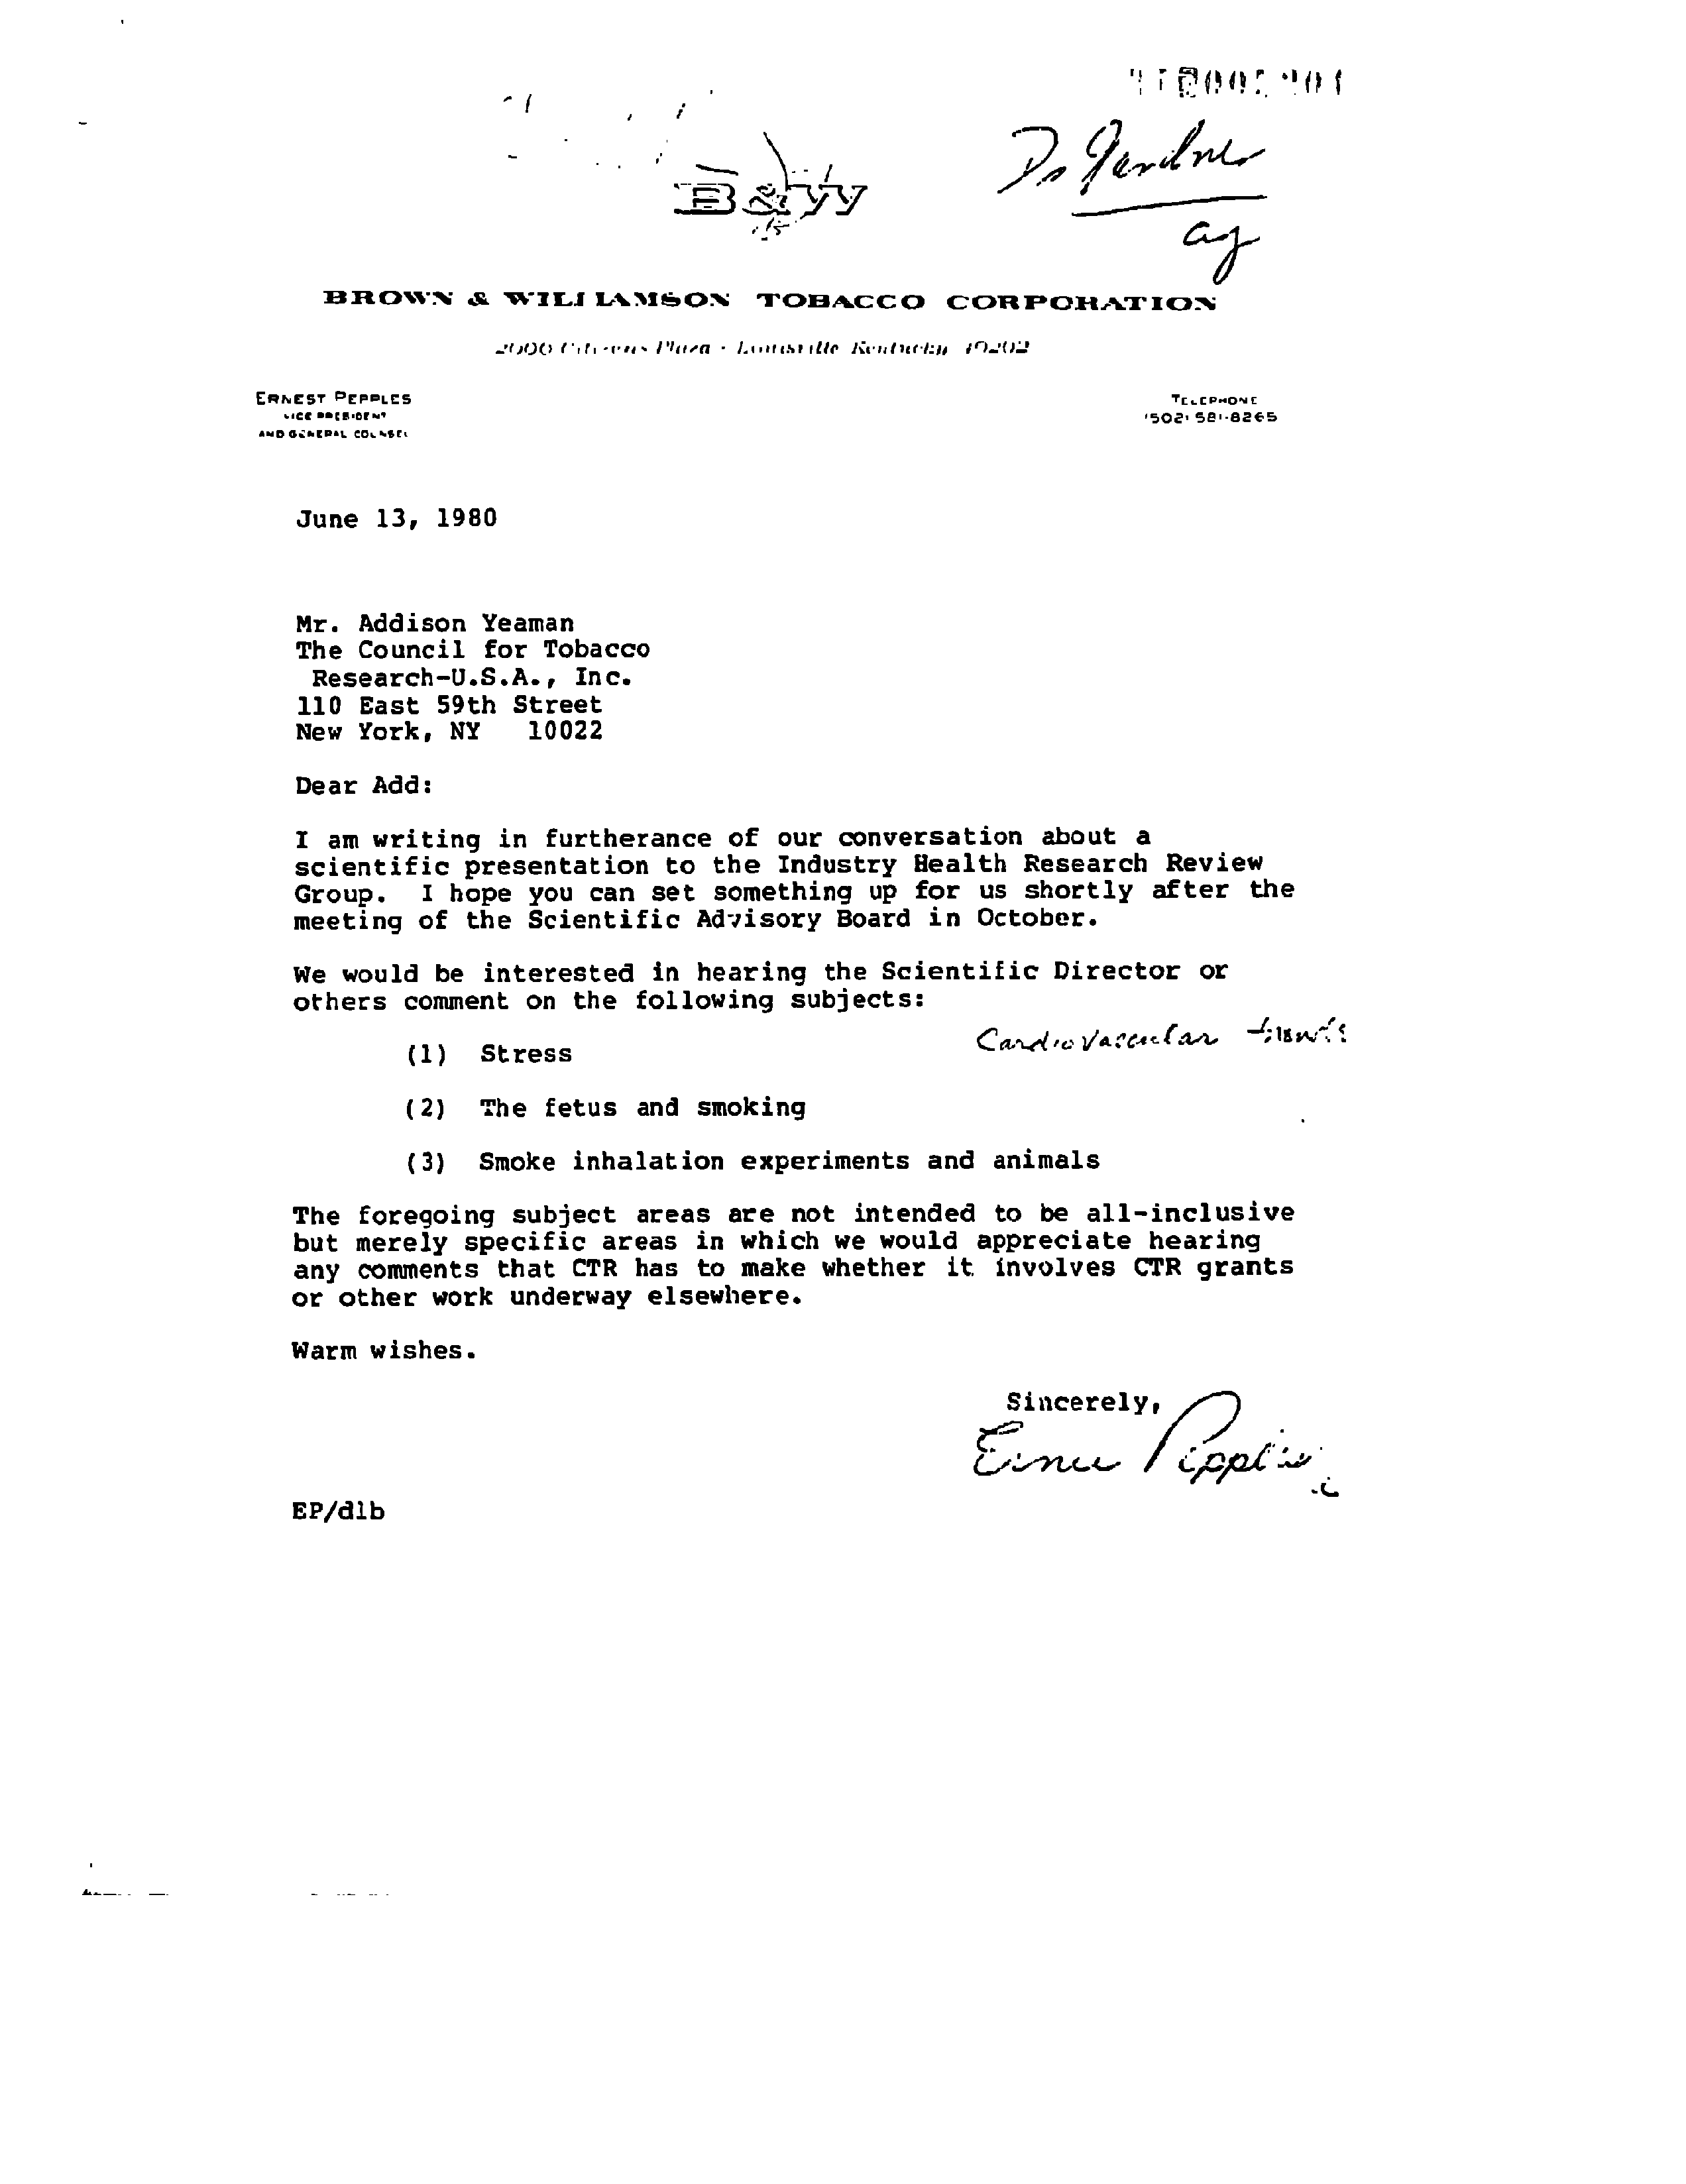 Dr Gardner
ay
B&W
BROWN & WILLIAMSON TOBACCO CORPORATION
2000 Citizens Plaza - Louisville Kentucky 40202
ERNEST PEPPLES
VICE PRESIDENT
AND GENERAL COUNSEL
TELEPHONE
(502) 581-8265
June 13, 1980
Mr. Addison Yeaman
The Council for Tobacco
Research-U.S.A., Inc.
110 East 59th Street
New York, NY 10022
Dear Add:
I am writing in furtherance of our conversation about a
scientific presentation to the Industry Health Research Review
Group. I hope you can set something up for us shortly after the
meeting of the Scientific Advisory Board in October.
We would be interested in hearing the Scientific Director or
others comment on the following subjects:
Cardiovascular
(1) Stress
(2) The fetus and smoking
(3) Smoke inhalation experiments and animals
The foregoing subject areas are not intended to be all-inclusive
but merely specific areas in which we would appreciate hearing
any comments that CTR has to make whether it involves CTR grants
or other work underway elsewhere.
Warm wishes.
Sincerely,
Ernie Pepples
EP/dlb